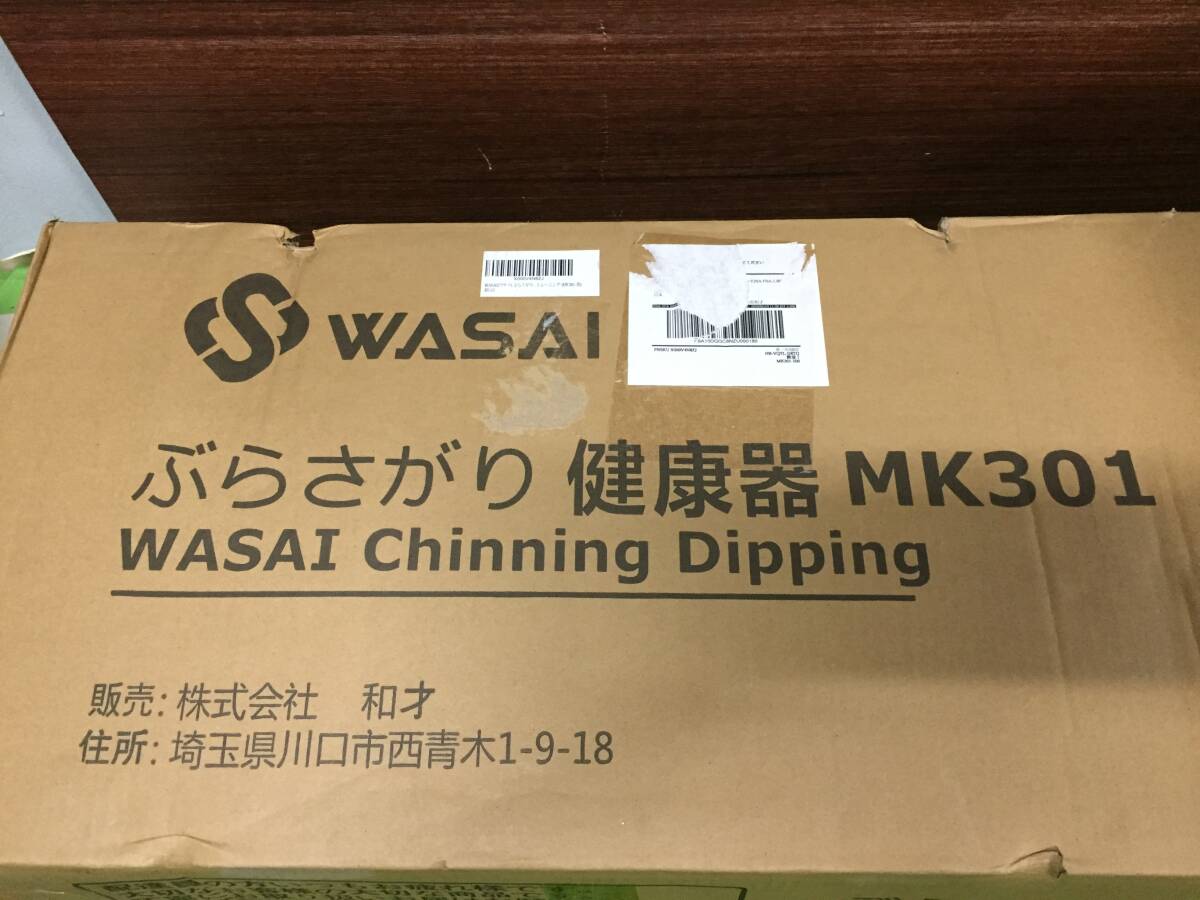 WASAI
ぶらさがり 健康器 MK301
WASAI Chinning Dipping
販売: 株式会社 和才
住所: 埼玉県川口市西青木1-9-18